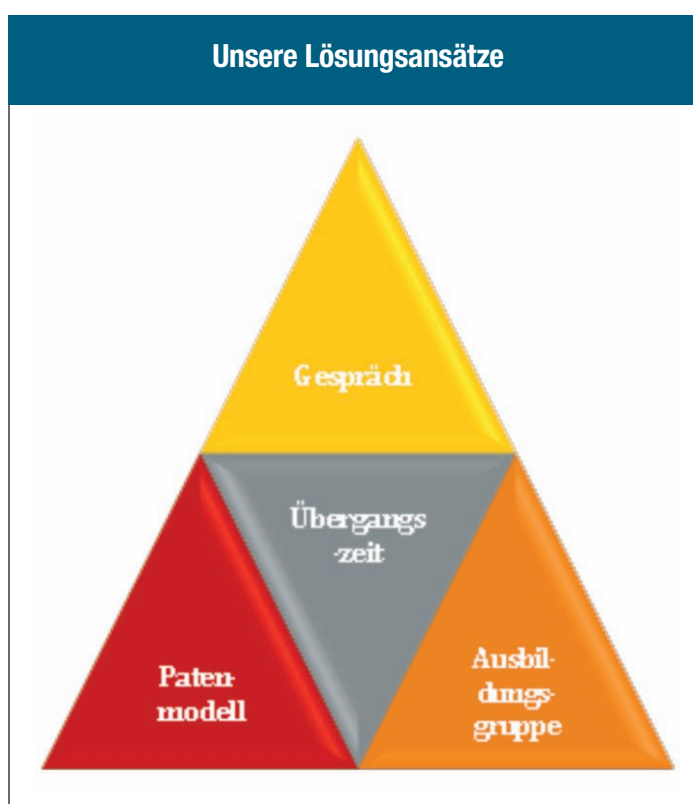 Unsere Lösungsansätze
Gespräch
Übergangs
-zeit
Paten-
modell
Ausbil-
dungs-
gruppe